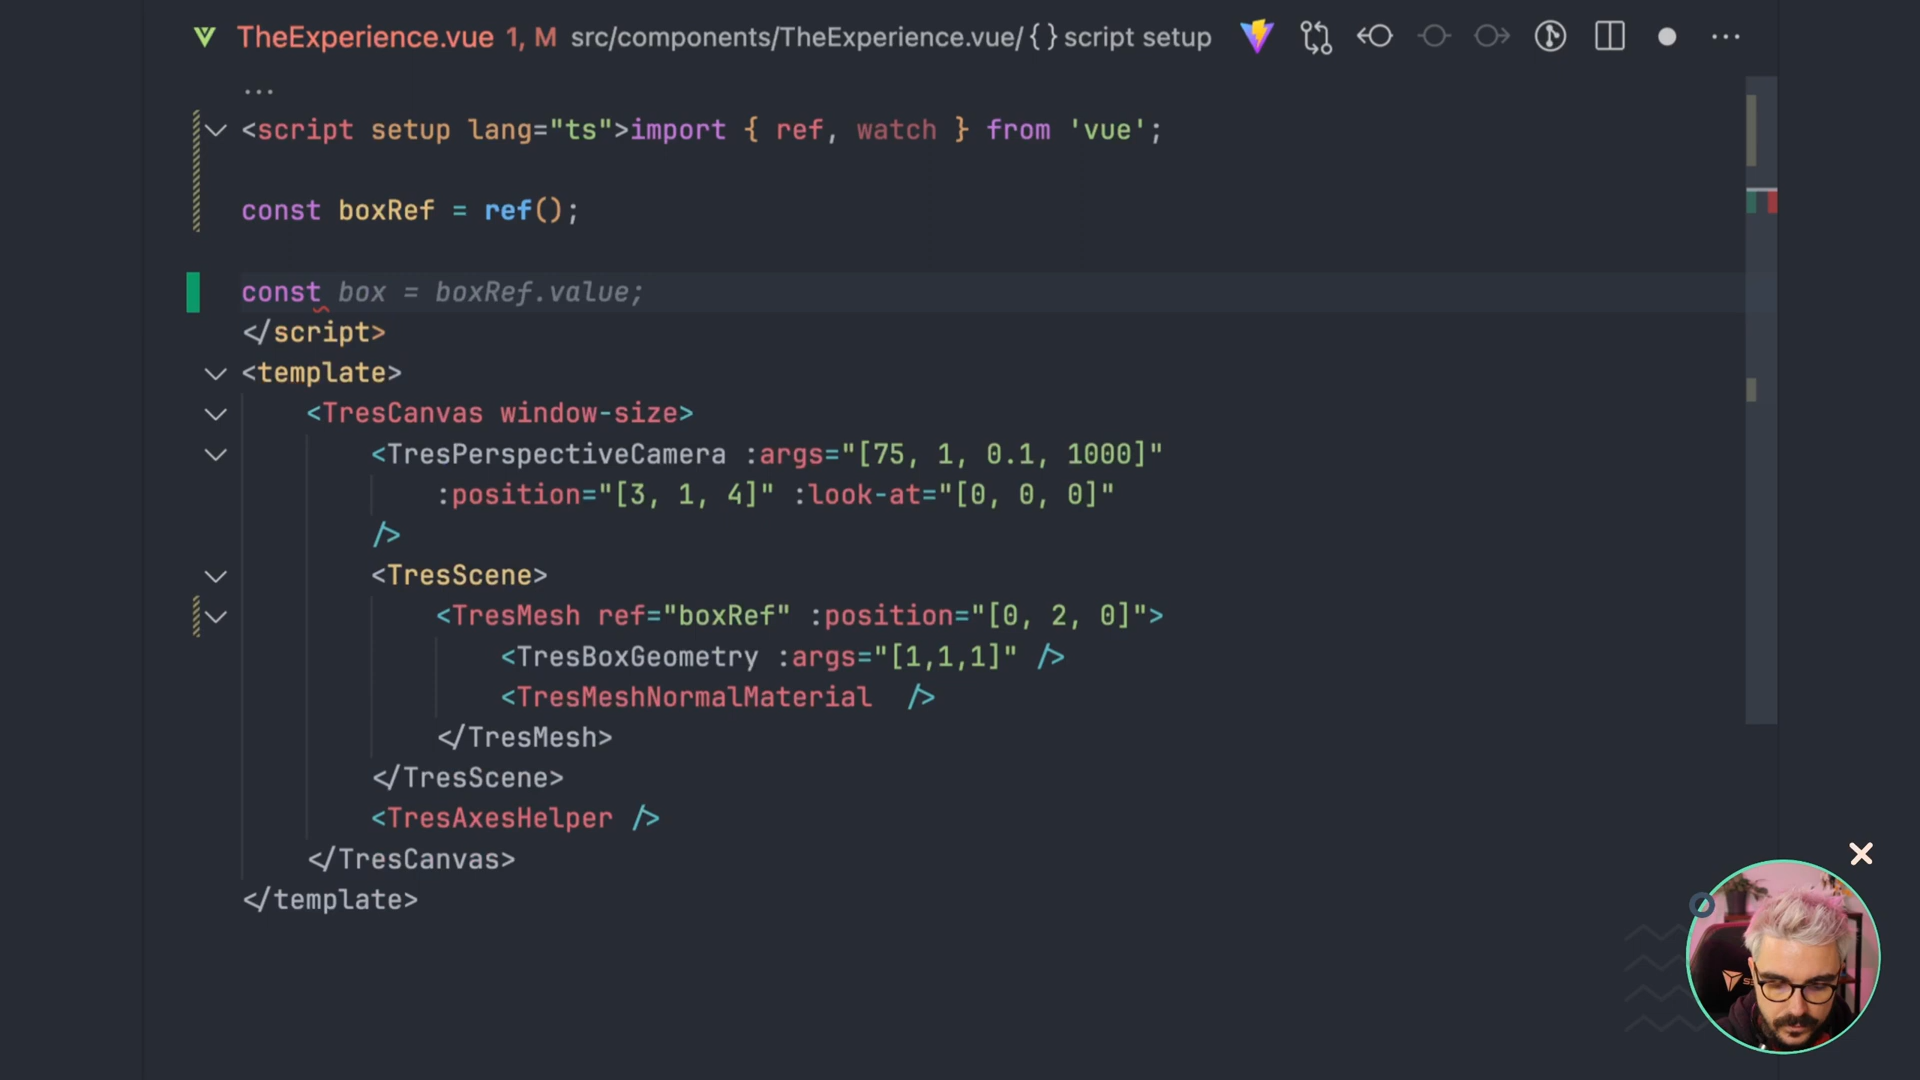 TheExperience.vue 1, M src/components/TheExperience.vue/ {} script setup
...
<script setup lang="ts">import { ref, watch } from 'vue';
const boxRef = ref();
const box = boxRef.value;
</script>
<template>
<TresCanvas window-size>
<TresPerspectiveCamera :args="[75, 1, 0.1, 1000]"
:position="[3, 1, 4]" :look-at="[0, 0, 0]"
/>
<TresScene>
<TresMesh ref="boxRef" :position="[0, 2, 0]">
<TresBoxGeometry :args="[1,1,1]" />
<TresMeshNormalMaterial />
</TresMesh>
</TresScene>
<TresAxesHelper />
</TresCanvas>
</template>